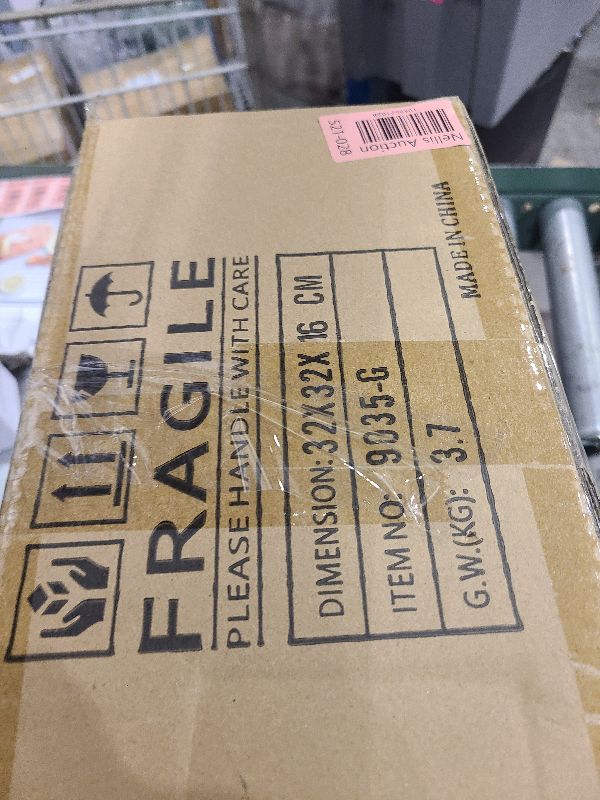 FRAGILE
PLEASE HANDLE WITH CARE
DIMENSION: 32X32X 16 CM
ITEM NO: 9035-G
G.W.(KG): 3.7
MADE IN CHINA
Nellis Auction
521-028